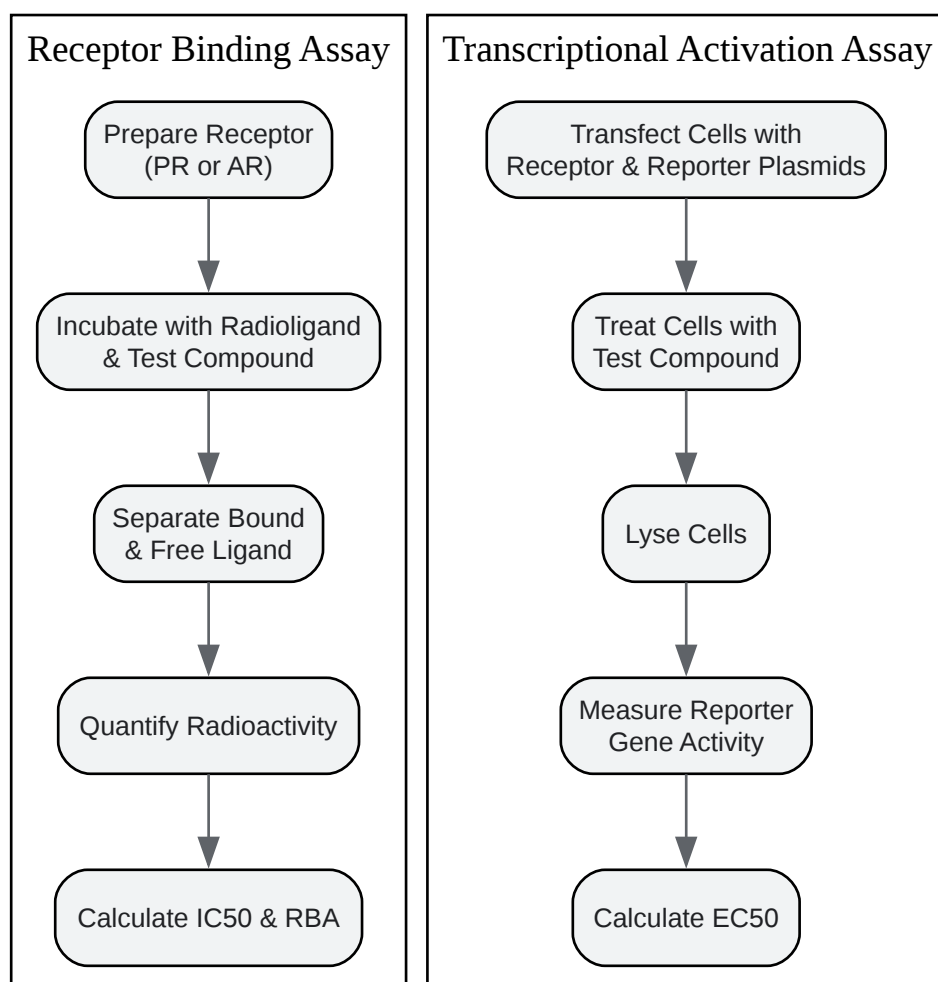 Receptor Binding Assay
Prepare Receptor
(PR or AR)
Incubate with Radioligand
& Test Compound
Separate Bound
& Free Ligand
Quantify Radioactivity
Calculate IC50 & RBA
Transcriptional Activation Assay
Transfect Cells with
Receptor & Reporter Plasmids
Treat Cells with
Test Compound
Lyse Cells
Measure Reporter
Gene Activity
Calculate EC50